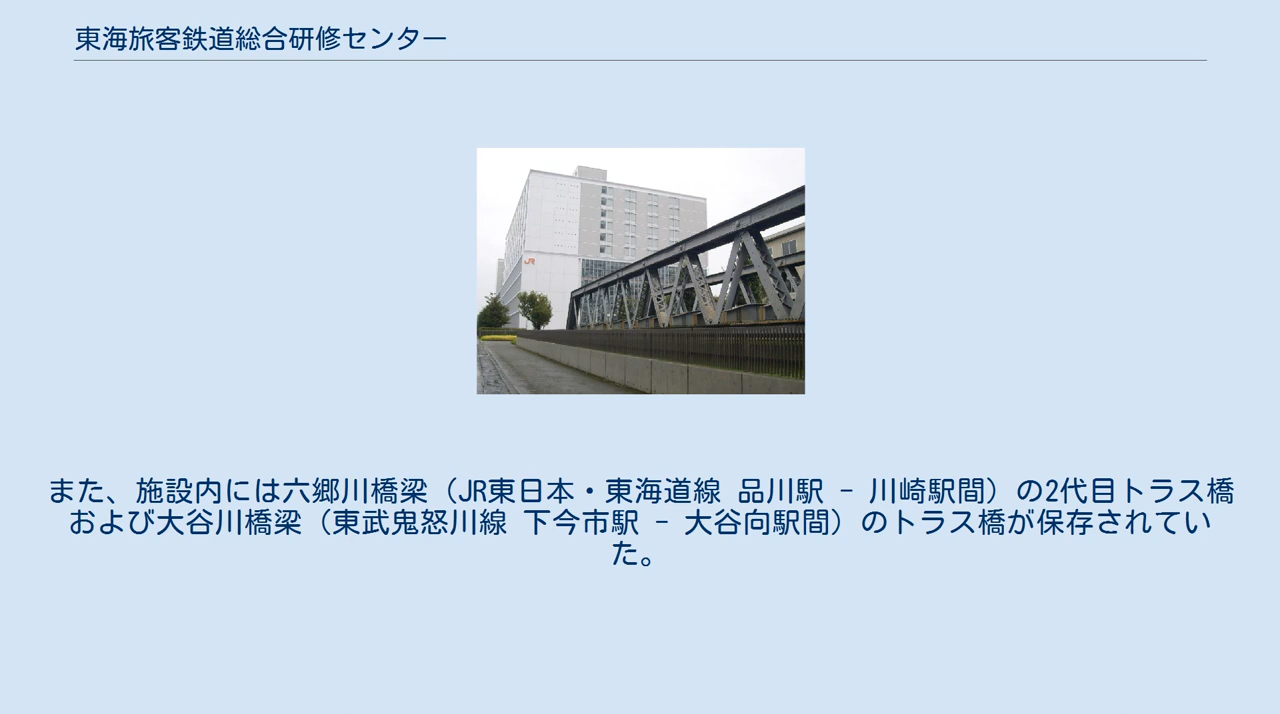 東海旅客鉄道総合研修センター
JR
また、施設内には六郷川橋梁（JR東日本・東海道線 品川駅 - 川崎駅間）の2代目トラス橋
および大谷川橋梁（東武鬼怒川線 下今市駅 - 大谷向駅間）のトラス橋が保存されてい
た。